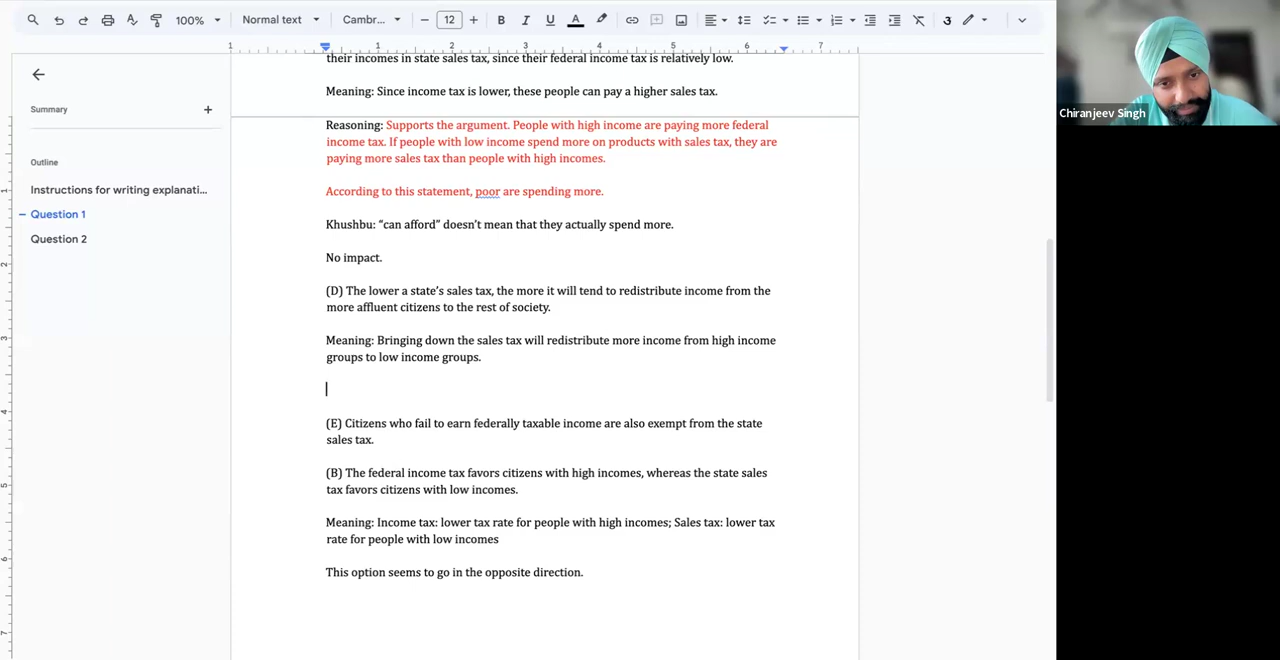 100%
Normal text
Cambr...
12
1 1 2 3 4 5 6 7
Summary
Outline
Instructions for writing explanati...
Question 1
Question 2
their incomes in state sales tax, since their federal income tax is relatively low.
Meaning: Since income tax is lower, these people can pay a higher sales tax.
Reasoning: Supports the argument. People with high income are paying more federal
income tax. If people with low income spend more on products with sales tax, they are
paying more sales tax than people with high incomes.
According to this statement, poor are spending more.
Khushbu: “can afford” doesn’t mean that they actually spend more.
No impact.
(D) The lower a state’s sales tax, the more it will tend to redistribute income from the
more affluent citizens to the rest of society.
Meaning: Bringing down the sales tax will redistribute more income from high income
groups to low income groups.
(E) Citizens who fail to earn federally taxable income are also exempt from the state
sales tax.
(B) The federal income tax favors citizens with high incomes, whereas the state sales
tax favors citizens with low incomes.
Meaning: Income tax: lower tax rate for people with high incomes; Sales tax: lower tax
rate for people with low incomes
This option seems to go in the opposite direction.
Chiranjeev Singh